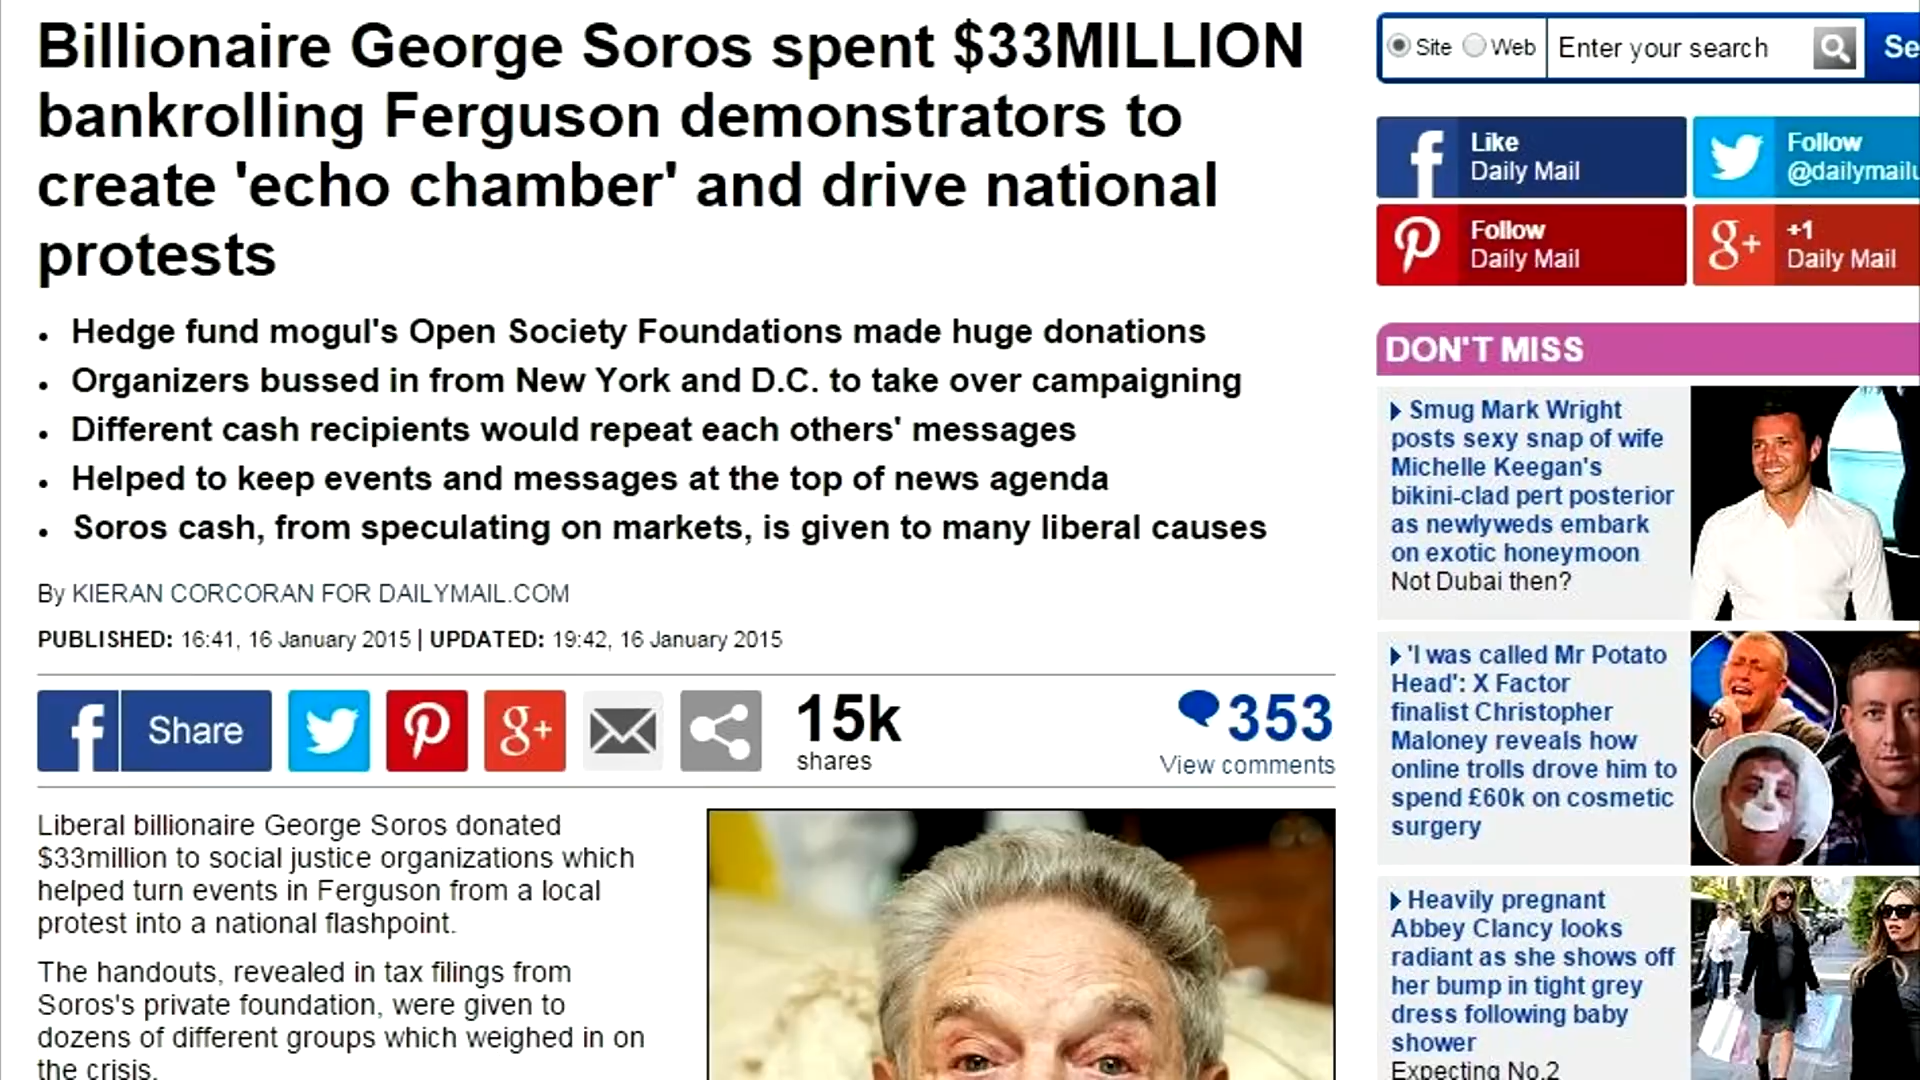 Billionaire George Soros spent $33MILLION
bankrolling Ferguson demonstrators to
create 'echo chamber' and drive national
protests
• Hedge fund mogul's Open Society Foundations made huge donations
• Organizers bussed in from New York and D.C. to take over campaigning
• Different cash recipients would repeat each others' messages
• Helped to keep events and messages at the top of news agenda
• Soros cash, from speculating on markets, is given to many liberal causes
By KIERAN CORCORAN FOR DAILYMAIL.COM
PUBLISHED: 16:41, 16 January 2015 | UPDATED: 19:42, 16 January 2015
Share
15k
shares
353
View comments
Liberal billionaire George Soros donated
$33million to social justice organizations which
helped turn events in Ferguson from a local
protest into a national flashpoint.
The handouts, revealed in tax filings from
Soros's private foundation, were given to
dozens of different groups which weighed in on
the crisis.
Site Web Enter your search Se
Like
Daily Mail
Follow
@dailymailu
Follow
Daily Mail
+1
Daily Mail
DON'T MISS
Smug Mark Wright
posts sexy snap of wife
Michelle Keegan's
bikini-clad pert posterior
as newlyweds embark
on exotic honeymoon
Not Dubai then?
'I was called Mr Potato
Head': X Factor
finalist Christopher
Maloney reveals how
online trolls drove him to
spend £60k on cosmetic
surgery
Heavily pregnant
Abbey Clancy looks
radiant as she shows off
her bump in tight grey
dress following baby
shower
Expecting No.2